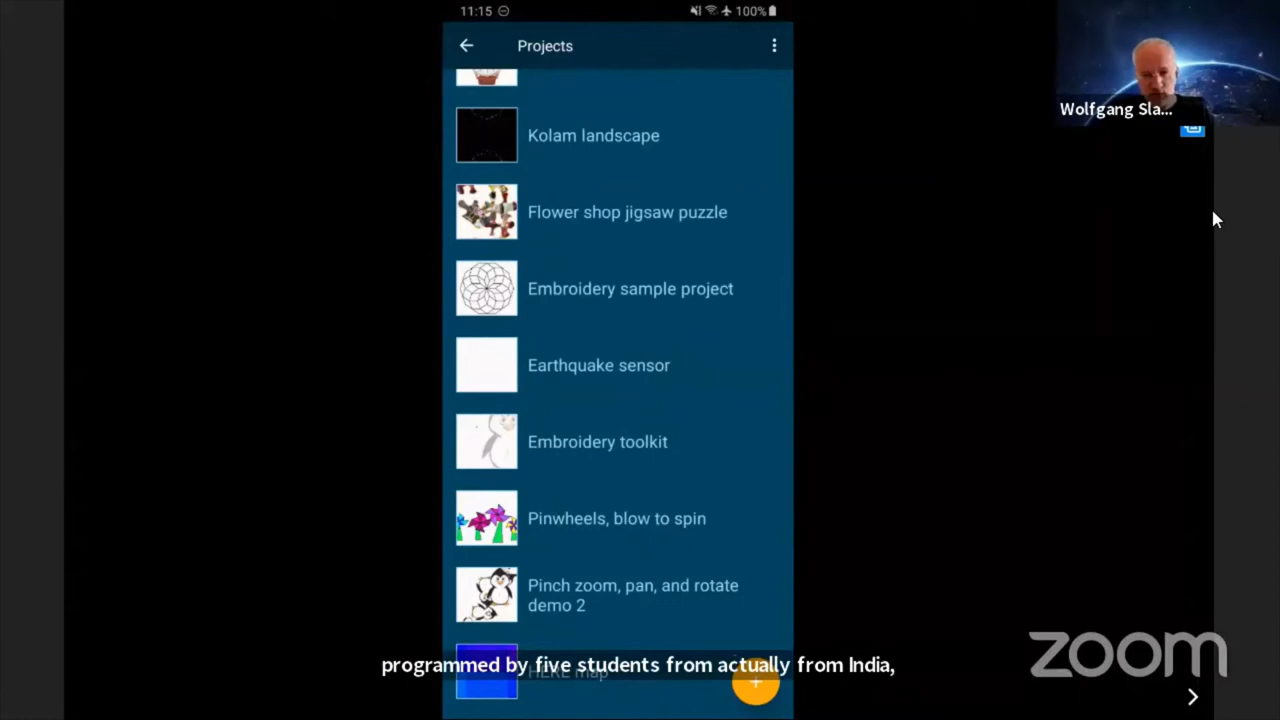 11:15
100%
Projects
Wolfgang Sla...
Kolam landscape
Flower shop jigsaw puzzle
Embroidery sample project
Earthquake sensor
Embroidery toolkit
Pinwheels, blow to spin
Pinch zoom, pan, and rotate
demo 2
HERE map
programmed by five students from actually from India,
zoom